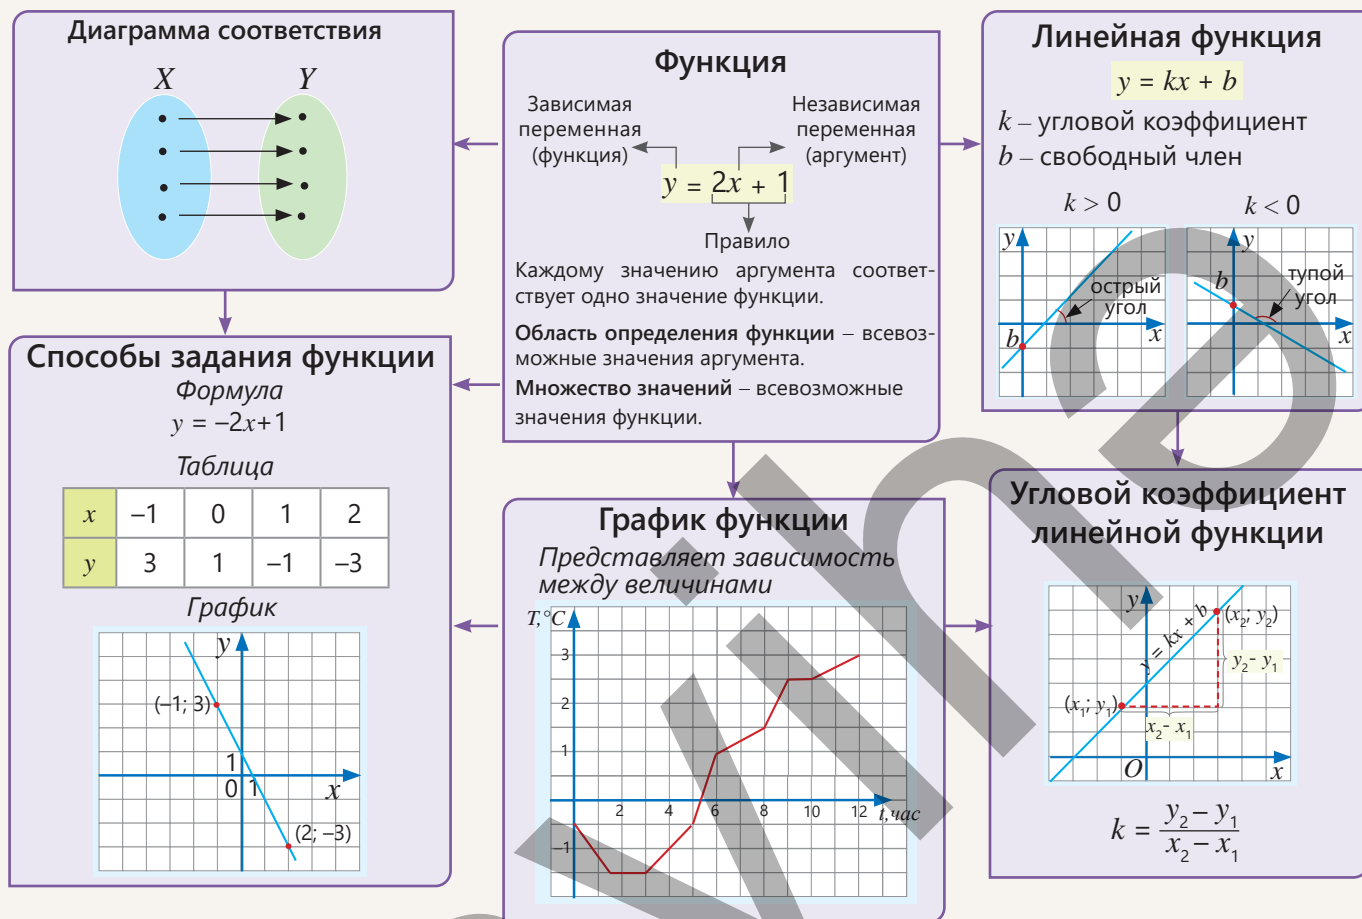 Диаграмма соответствия
X Y
Функция
Зависимая переменная (функция)
Независимая переменная (аргумент)
y = 2x + 1
Правило
Каждому значению аргумента соответ-
ствует одно значение функции.
Область определения функции – всевоз-
можные значения аргумента.
Множество значений – всевозможные
значения функции.
Линейная функция
y = kx + b
k – угловой коэффициент
b – свободный член
k > 0
k < 0
y
острый
угол
b
x
y
b
тупой
угол
x
Способы задания функции
Формула
y = –2x+1
Таблица
x –1 0 1 2
y 3 1 –1 –3
График
y
(–1; 3)
1
0 1 x
(2; –3)
График функции
Представляет зависимость
между величинами
T,°C
3
2
1
2 4 6 8 10 12 t,час
–1
Угловой коэффициент
линейной функции
y
y = kx + b
(x₂; y₂)
y₂- y₁
(x₁; y₁)
x₂- x₁
O x
k = (y₂ – y₁)/(x₂ – x₁)